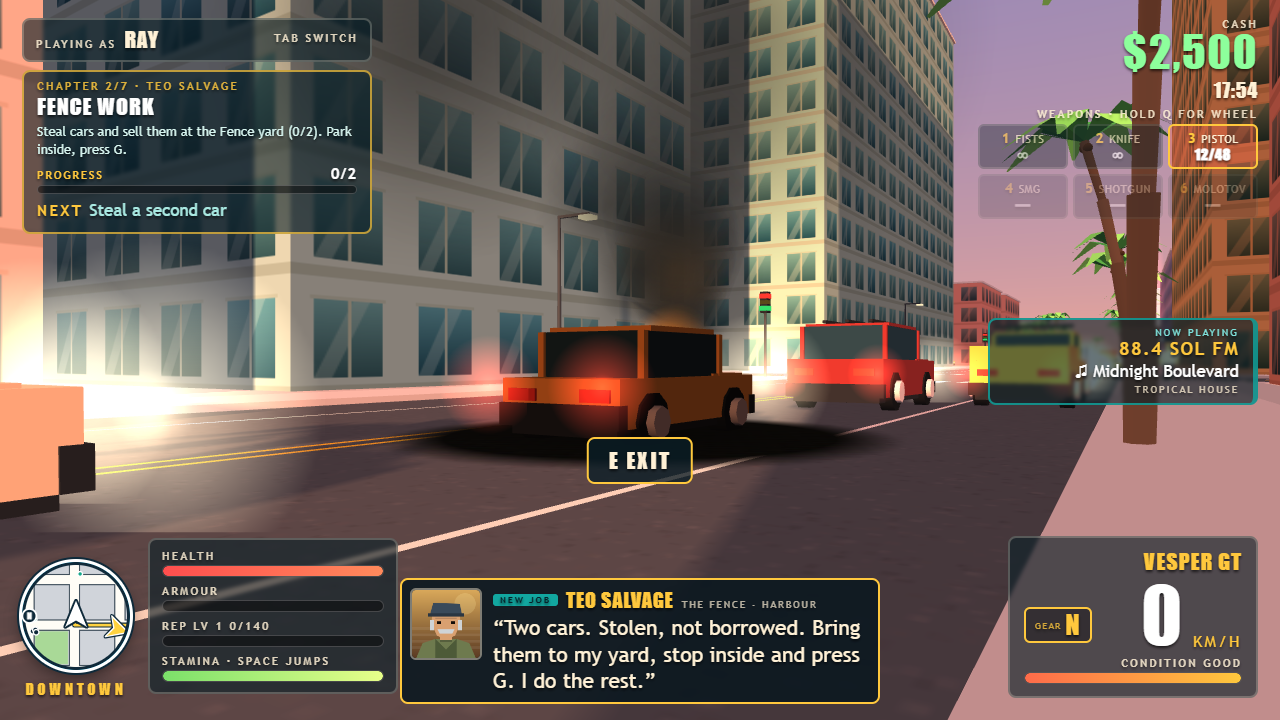 PLAYING AS RAY TAB SWITCH
CHAPTER 2/7 · TEO SALVAGE
FENCE WORK
Steal cars and sell them at the Fence yard (0/2). Park
inside, press G.
PROGRESS 0/2
NEXT Steal a second car
CASH
$2,500
17:54
WEAPONS · HOLD Q FOR WHEEL
1 FISTS ∞
2 KNIFE ∞
3 PISTOL 12/48
4 SMG —
5 SHOTGUN —
6 MOLOTOV —
NOW PLAYING
88.4 SOL FM
♫ Midnight Boulevard
TROPICAL HOUSE
E EXIT
HEALTH
ARMOUR
REP LV 1 0/140
STAMINA · SPACE JUMPS
DOWNTOWN
NEW JOB TEO SALVAGE THE FENCE · HARBOUR
“Two cars. Stolen, not borrowed. Bring
them to my yard, stop inside and press
G. I do the rest.”
VESPER GT
GEAR N
0 KM/H
CONDITION GOOD